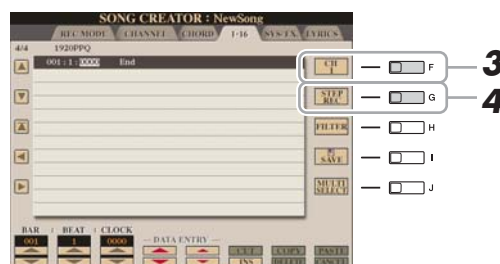 SONG CREATOR : NewSong
REC MODE CHANNEL CHORD 1-16 SYS/EX. LYRICS
4/4 1920PPQ
001 : 1 : 0000 End
CH
1
F
3
STEP
REC
G
4
FILTER
H
SAVE
I
MULTI
SELECT
J
BAR : BEAT : CLOCK
001 1 0000
DATA ENTRY
CUT COPY PASTE
INS DELETE CANCEL